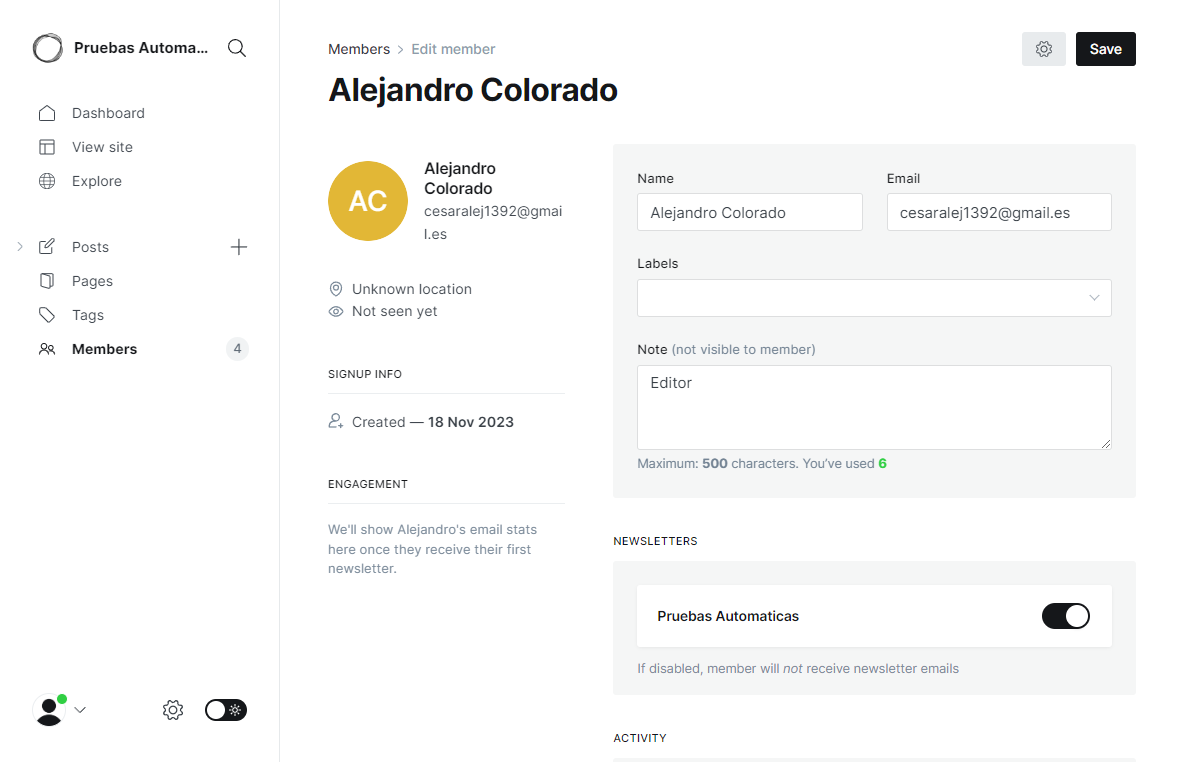 Pruebas Automa...
Dashboard
View site
Explore
Posts
Pages
Tags
Members
4
Members > Edit member
Save
Alejandro Colorado
AC
Alejandro
Colorado
cesaralej1392@gmai
l.es
Unknown location
Not seen yet
SIGNUP INFO
Created — 18 Nov 2023
ENGAGEMENT
We'll show Alejandro's email stats
here once they receive their first
newsletter.
Name
Alejandro Colorado
Email
cesaralej1392@gmail.es
Labels
Note (not visible to member)
Editor
Maximum: 500 characters. You've used 6
NEWSLETTERS
Pruebas Automaticas
If disabled, member will not receive newsletter emails
ACTIVITY